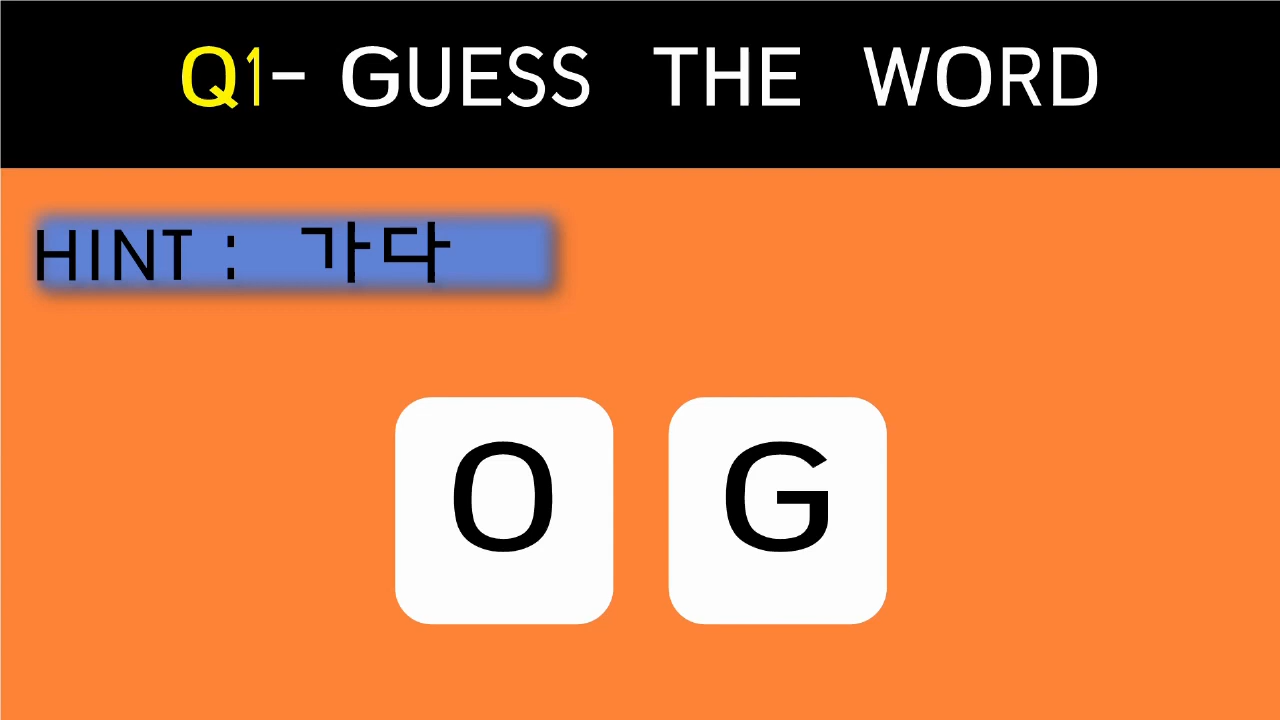 Q1- GUESS THE WORD
HINT : 가다
O G